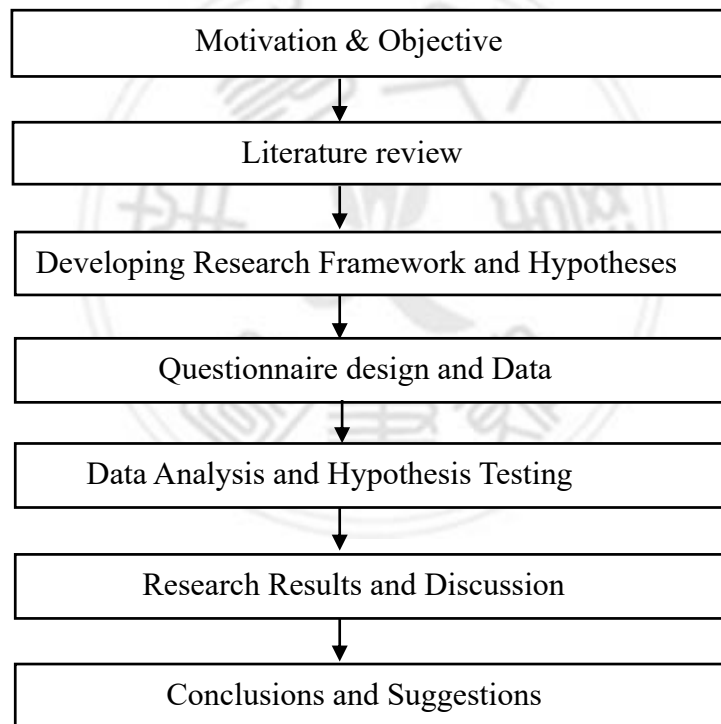 Motivation & Objective
Literature review
Developing Research Framework and Hypotheses
Questionnaire design and Data
Data Analysis and Hypothesis Testing
Research Results and Discussion
Conclusions and Suggestions